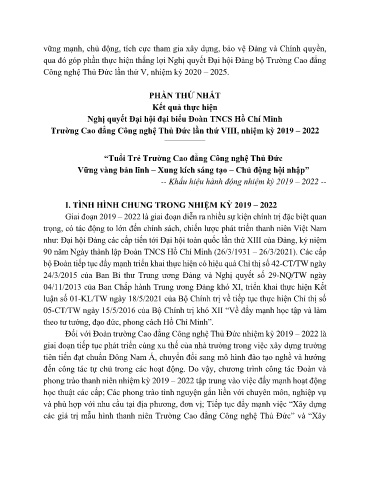 vững mạnh, chủ động, tích cực tham gia xây dựng, bảo vệ Đảng và Chính quyền,
qua đó góp phần thực hiện thắng lợi Nghị quyết Đại hội Đảng bộ Trường Cao đẳng
Công nghệ Thủ Đức lần thứ V, nhiệm kỳ 2020 – 2025.
PHẦN THỨ NHẤT
Kết quả thực hiện
Nghị quyết Đại hội đại biểu Đoàn TNCS Hồ Chí Minh
Trường Cao đẳng Công nghệ Thủ Đức lần thứ VIII, nhiệm kỳ 2019 – 2022
“Tuổi Trẻ Trường Cao đẳng Công nghệ Thủ Đức
Vững vàng bản lĩnh – Xung kích sáng tạo – Chủ động hội nhập”
-- Khẩu hiệu hành động nhiệm kỳ 2019 – 2022 --
I. TÌNH HÌNH CHUNG TRONG NHIỆM KỲ 2019 – 2022
Giai đoạn 2019 – 2022 là giai đoạn diễn ra nhiều sự kiện chính trị đặc biệt quan
trọng, có tác động to lớn đến chính sách, chiến lược phát triển thanh niên Việt Nam
như: Đại hội Đảng các cấp tiến tới Đại hội toàn quốc lần thứ XIII của Đảng, kỷ niệm
90 năm Ngày thành lập Đoàn TNCS Hồ Chí Minh (26/3/1931 – 26/3/2021). Các cấp
bộ Đoàn tiếp tục đẩy mạnh triển khai thực hiện có hiệu quả Chỉ thị số 42-CT/TW ngày
24/3/2015 của Ban Bí thư Trung ương Đảng và Nghị quyết số 29-NQ/TW ngày
04/11/2013 của Ban Chấp hành Trung ương Đảng khó XI, triển khai thực hiện Kết
luận số 01-KL/TW ngày 18/5/2021 của Bộ Chính trị về tiếp tục thực hiện Chỉ thị số
05-CT/TW ngày 15/5/2016 của Bộ Chính trị khó XII “Về đẩy mạnh học tập và làm
theo tư tưởng, đạo đức, phong cách Hồ Chí Minh”.
Đối với Đoàn trường Cao đẳng Công nghệ Thủ Đức nhiệm kỳ 2019 – 2022 là
giai đoạn tiếp tục phát triển cùng xu thế của nhà trường trong việc xây dựng trường
tiên tiến đạt chuẩn Đông Nam Á, chuyển đổi sang mô hình đào tạo nghề và hướng
đến công tác tự chủ trong các hoạt động. Do vậy, chương trình công tác Đoàn và
phong trào thanh niên nhiệm kỳ 2019 – 2022 tập trung vào việc đẩy mạnh hoạt động
học thuật các cấp; Các phong trào tình nguyện gắn liền với chuyên môn, nghiệp vụ
và phù hợp với nhu cầu tại địa phương, đơn vị; Tiếp tục đẩy mạnh việc “Xây dựng
các giá trị mẫu hình thanh niên Trường Cao đẳng Công nghệ Thủ Đức” và “Xây